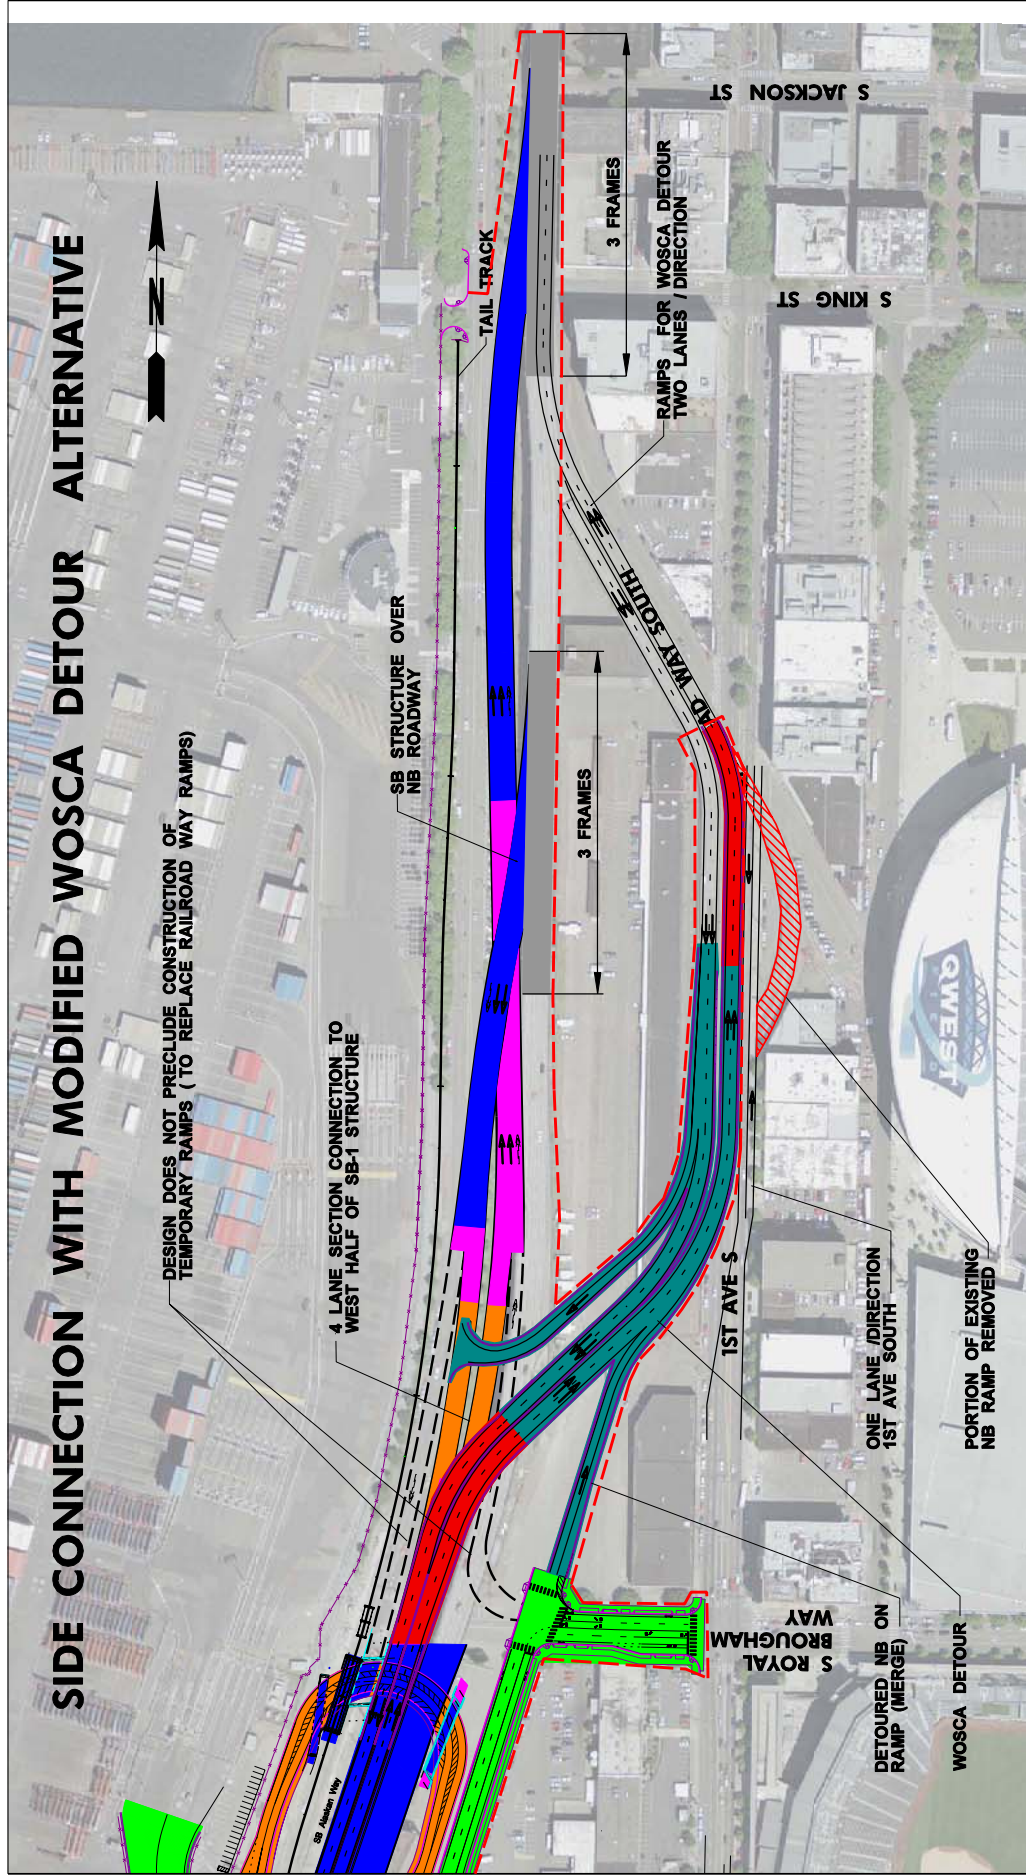 SIDE CONNECTION WITH MODIFIED WOSCA DETOUR ALTERNATIVE
N
DESIGN DOES NOT PRECLUDE CONSTRUCTION OF
TEMPORARY RAMPS ( TO REPLACE RAILROAD WAY RAMPS)
4 LANE SECTION CONNECTION TO
WEST HALF OF SB-1 STRUCTURE
SB STRUCTURE OVER
NB ROADWAY
TAIL TRACK
3 FRAMES
3 FRAMES
RAMPS FOR WOSCA DETOUR
TWO LANES / DIRECTION
S JACKSON
ST
S KING ST
AD WAY SOUTH
1ST AVE S
SB Alaskan Way
S ROYAL
BROUGHAM
WAY
QWEST
ONE LANE /DIRECTION
1ST AVE SOUTH
PORTION OF EXISTING
NB RAMP REMOVED
DETOURED NB ON
RAMP (MERGE)
WOSCA DETOUR